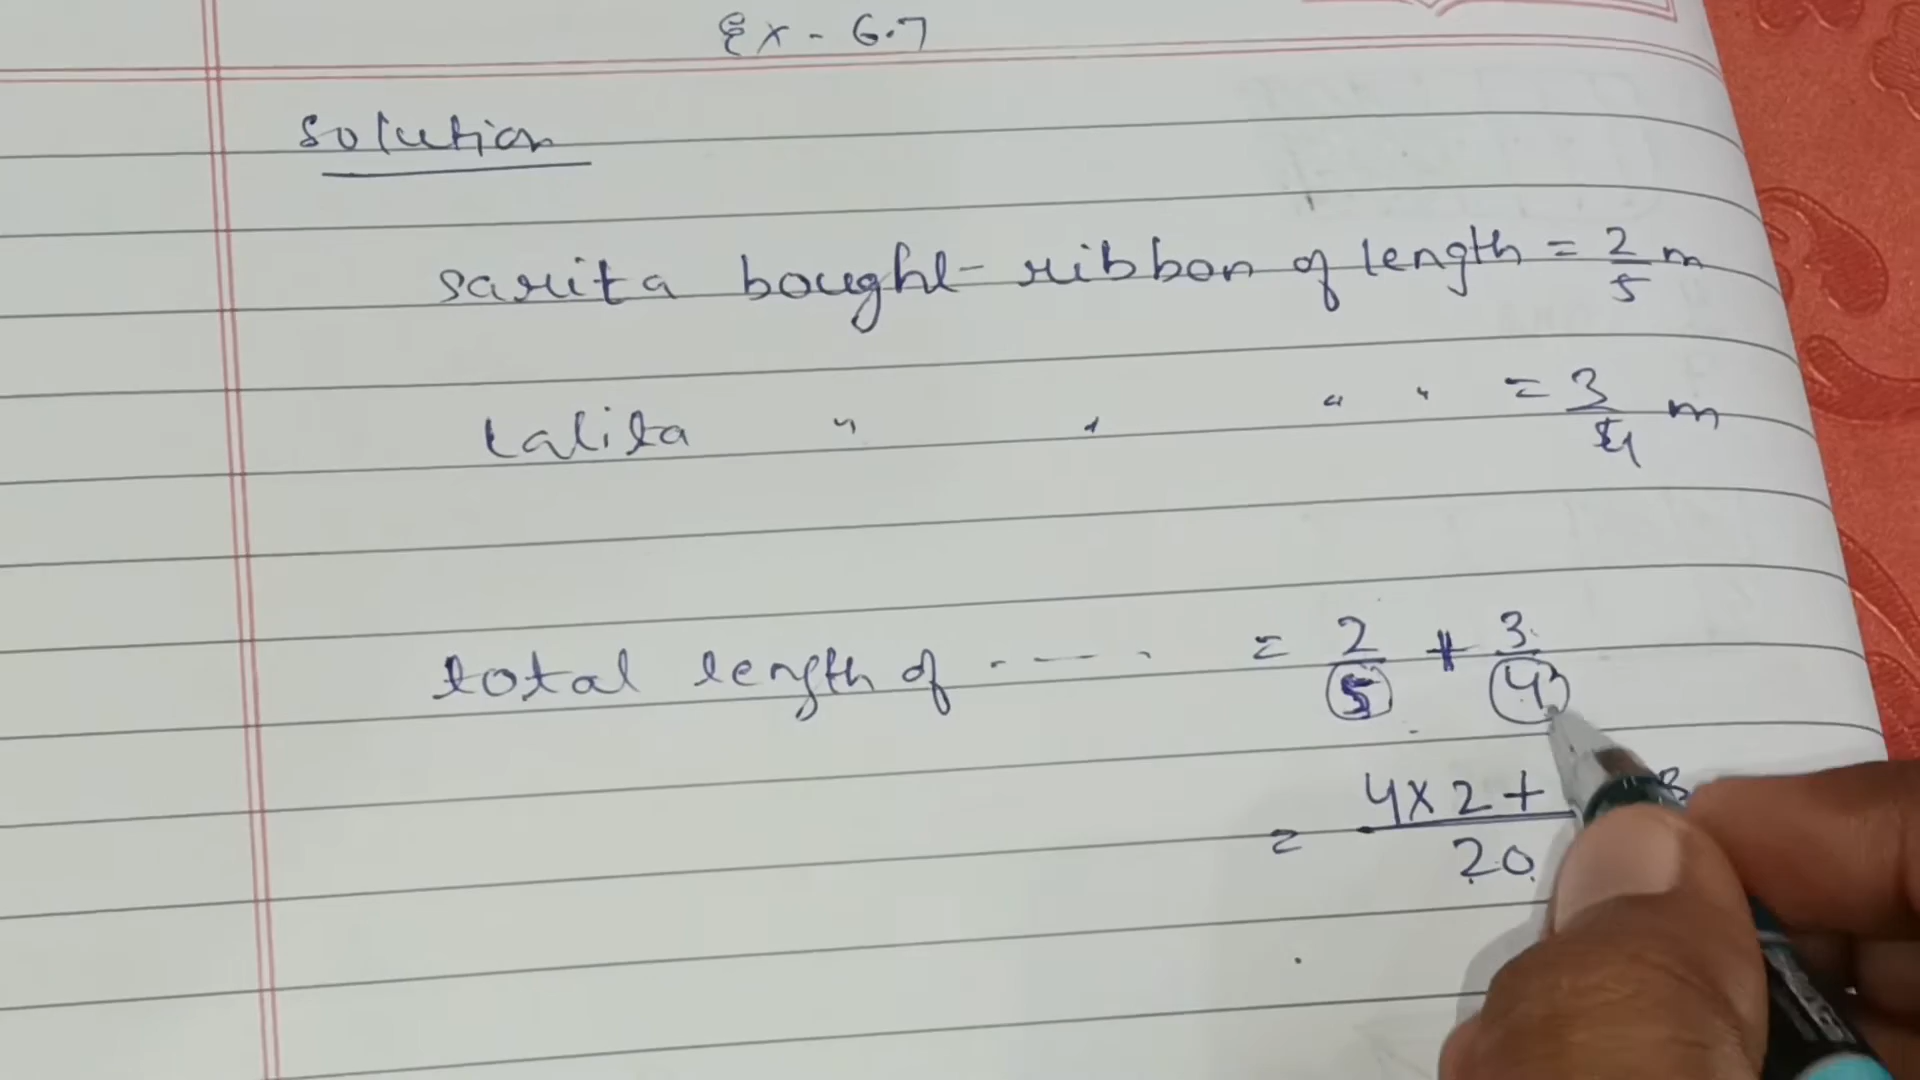 Ex - 6.7
Solution
Sarita bought ribbon of length = 2/5 m
Lalita " " " " = 3/4 m
total length of ----- = 2/5 + 3/4
= 4x2+ 3/20